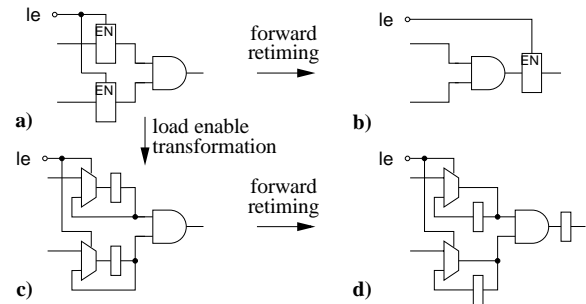 le
EN
EN
a)
forward
retiming
le
EN
b)
load enable
transformation
le
c)
forward
retiming
le
d)